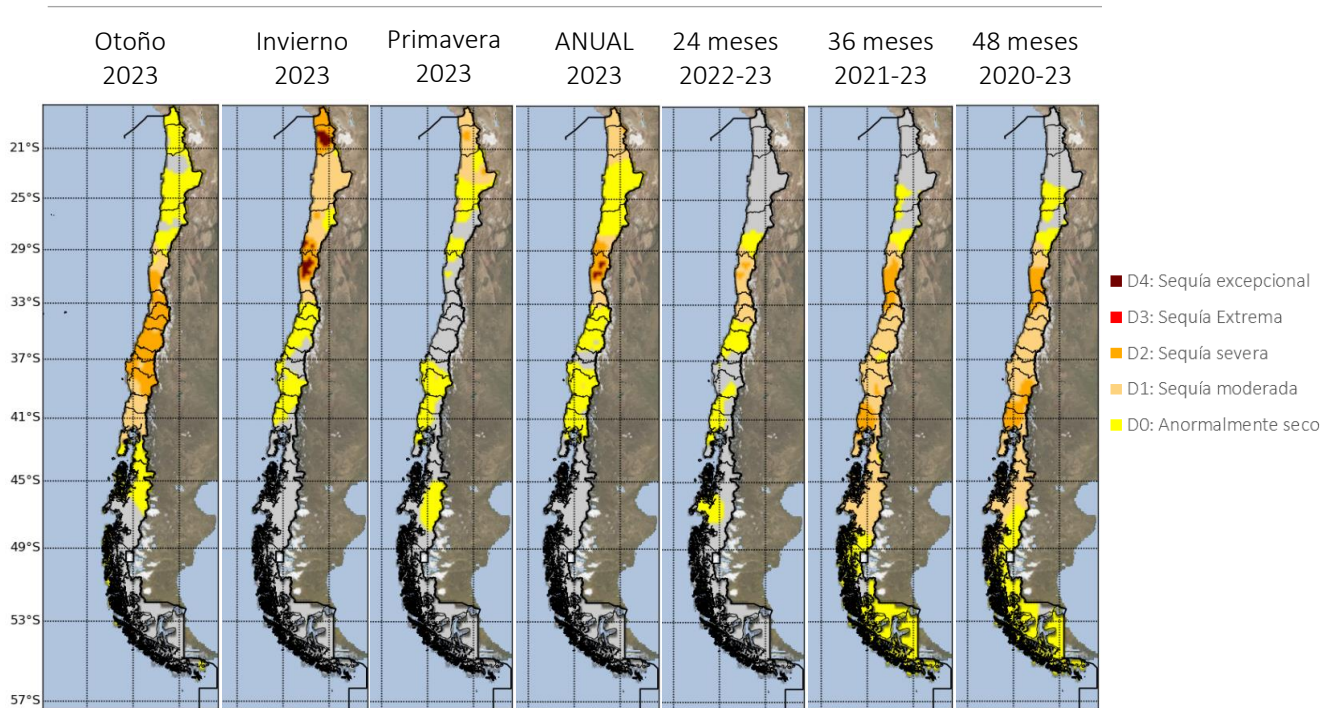 Otoño
2023
Invierno
2023
Primavera
2023
ANUAL
2023
24 meses
2022-23
36 meses
2021-23
48 meses
2020-23
21°S
25°S
29°S
33°S
37°S
41°S
45°S
49°S
53°S
57°S
D4: Sequía excepcional
D3: Sequía Extrema
D2: Sequía severa
D1: Sequía moderada
D0: Anormalmente seco